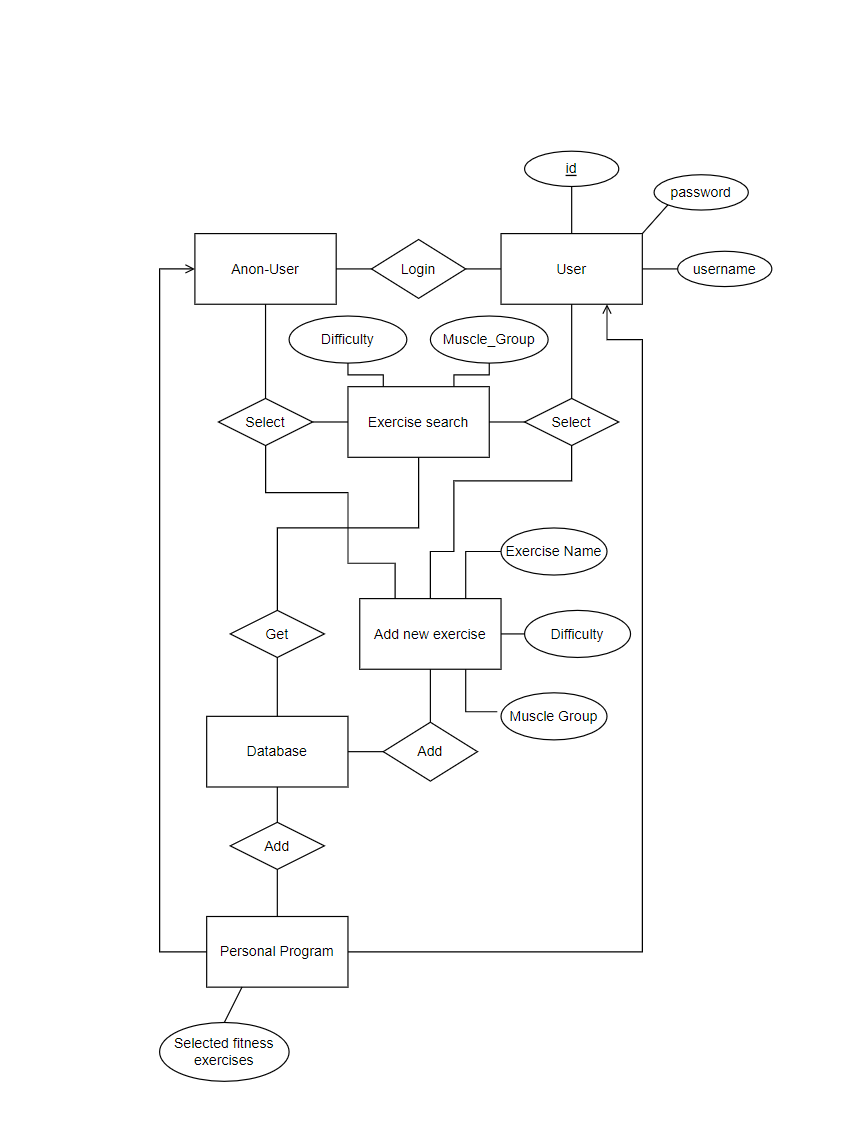 id
password
Anon-User
Login
User
username
Difficulty
Muscle_Group
Select
Exercise search
Select
Exercise Name
Get
Add new exercise
Difficulty
Muscle Group
Database
Add
Add
Personal Program
Selected fitness
exercises